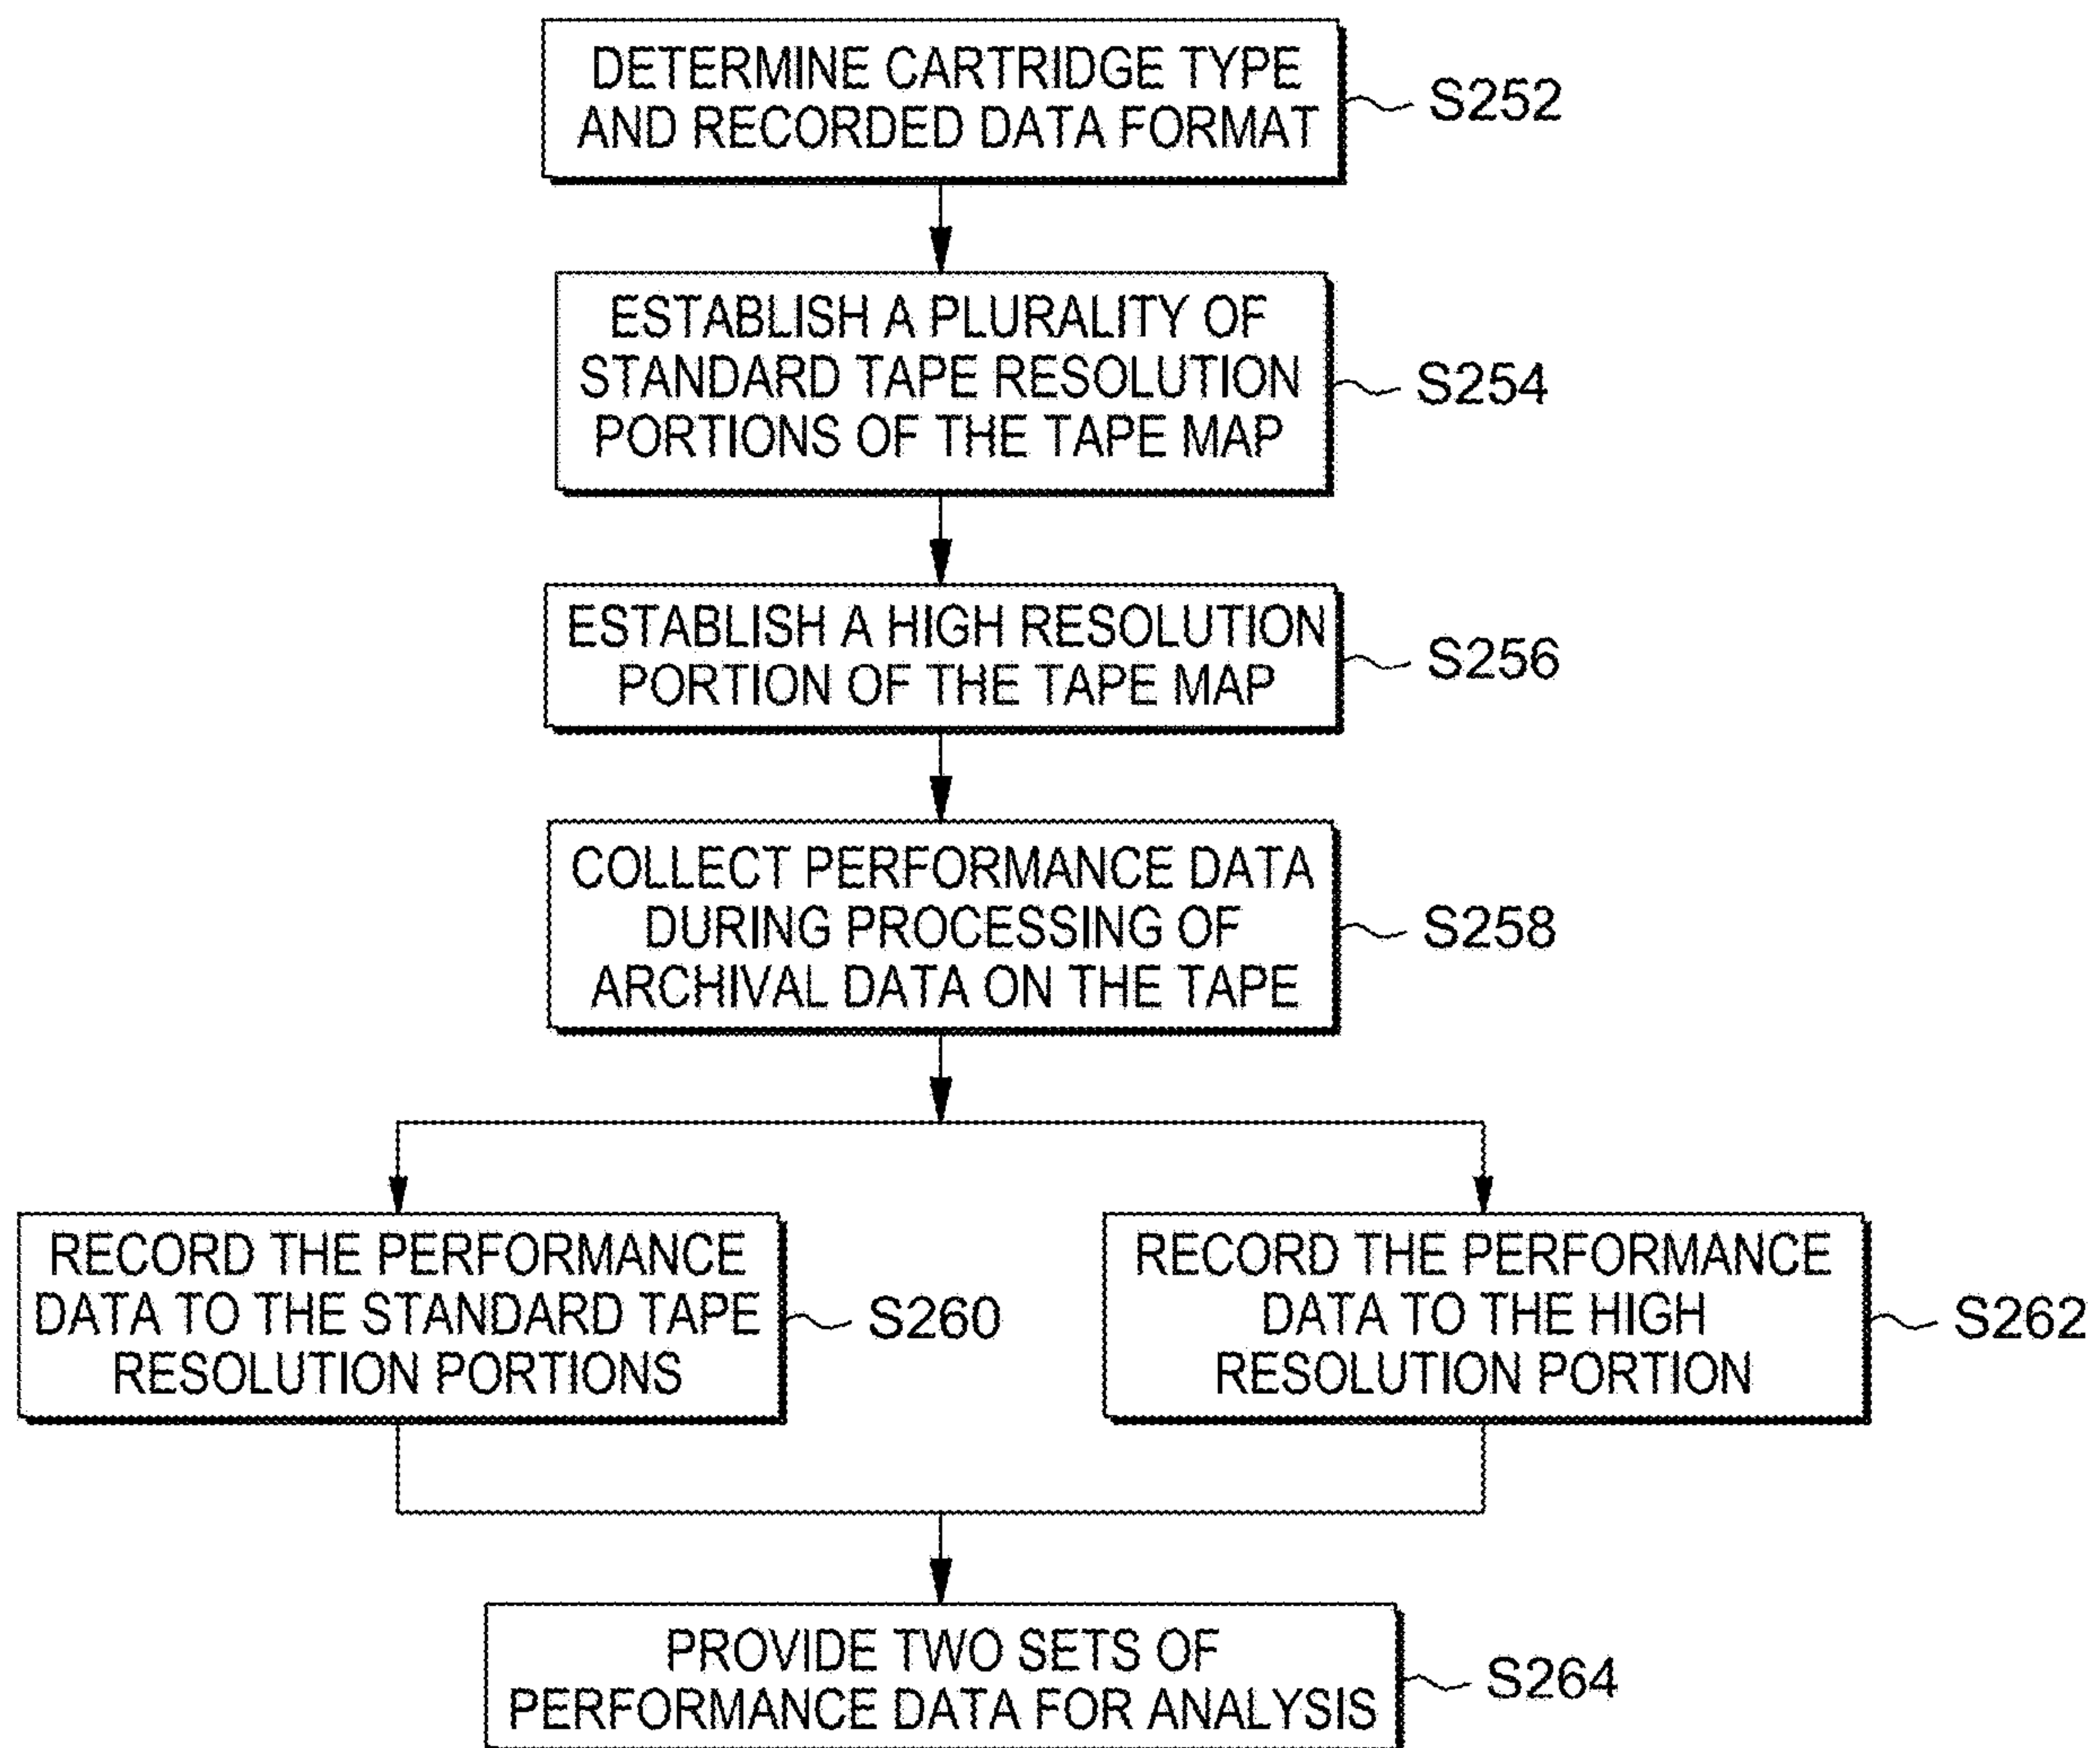 DETERMINE CARTRIDGE TYPE
AND RECORDED DATA FORMAT
S252
ESTABLISH A PLURALITY OF
STANDARD TAPE RESOLUTION
PORTIONS OF THE TAPE MAP
S254
ESTABLISH A HIGH RESOLUTION
PORTION OF THE TAPE MAP
S256
COLLECT PERFORMANCE DATA
DURING PROCESSING OF
ARCHIVAL DATA ON THE TAPE
S258
RECORD THE PERFORMANCE
DATA TO THE STANDARD TAPE
RESOLUTION PORTIONS
S260
RECORD THE PERFORMANCE
DATA TO THE HIGH
RESOLUTION PORTION
S262
PROVIDE TWO SETS OF
PERFORMANCE DATA FOR ANALYSIS
S264